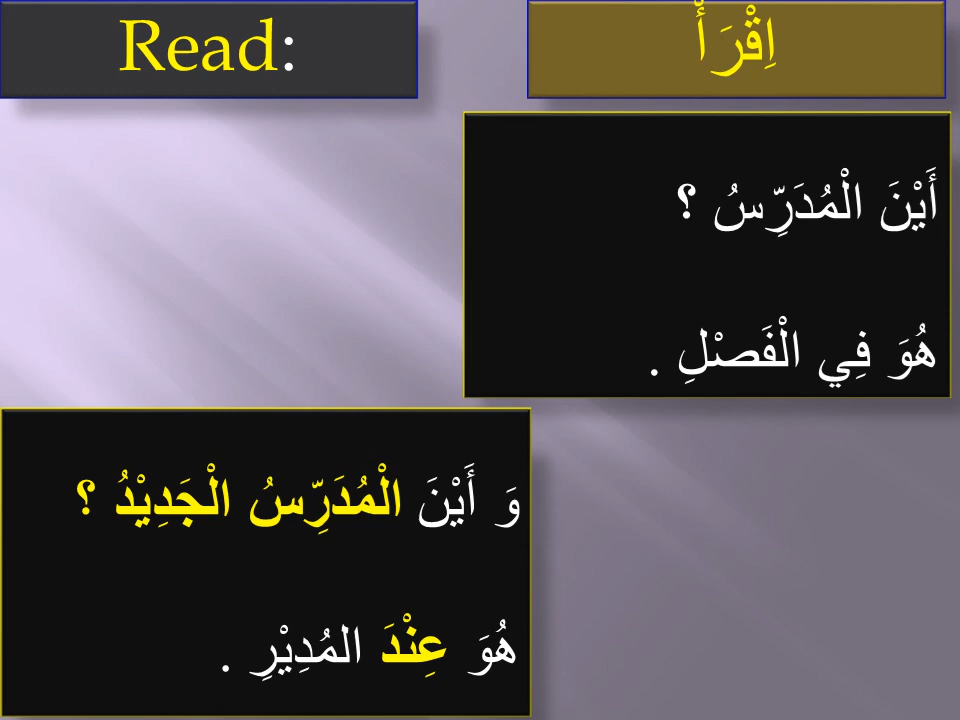 Read:
اِقْرَأْ
أَيْنَ الْمُدَرِّسُ ؟
هُوَ فِي الْفَصْلِ .
وَ أَيْنَ الْمُدَرِّسُ الْجَدِيْدُ ؟
هُوَ عِنْدَ المُدِيْرِ .